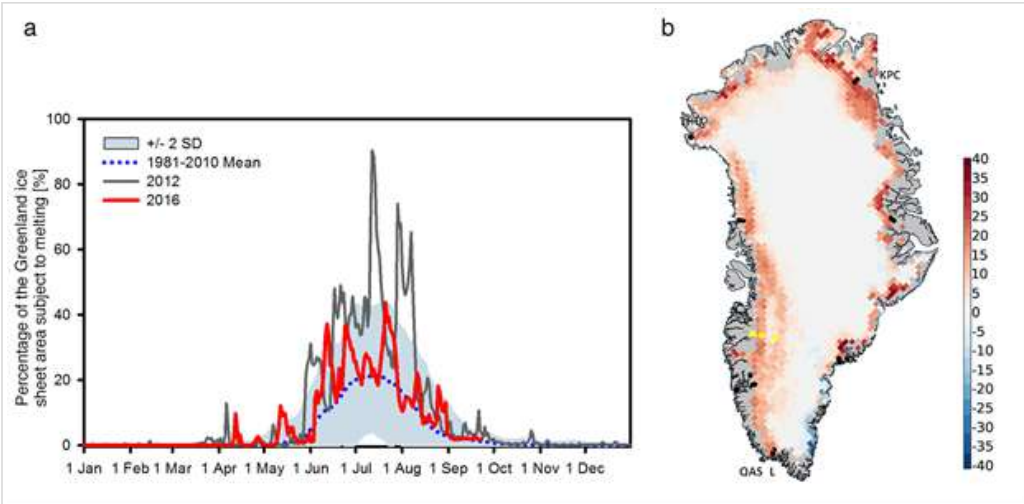 a
b
100
80
60
40
20
0
Percentage of the Greenland ice
sheet area subject to melting [%]
+/- 2 SD
1981-2010 Mean
2012
2016
1 Jan 1 Feb 1 Mar 1 Apr 1 May 1 Jun 1 Jul 1 Aug 1 Sep 1 Oct 1 Nov 1 Dec
KPC
QAS L
40
35
30
25
20
15
10
5
0
-5
-10
-15
-20
-25
-30
-35
-40